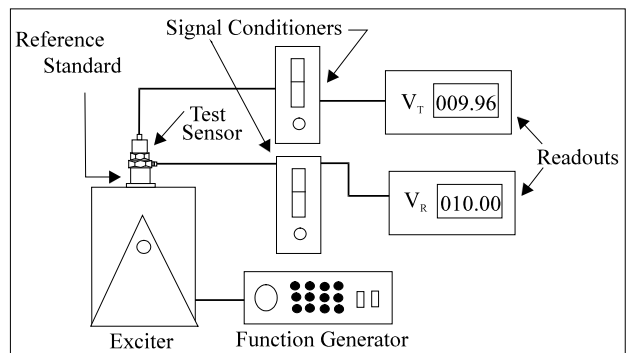 Signal Conditioners
Reference
Standard
Test
Sensor
V_T 009.96
Readouts
V_R 010.00
Exciter
Function Generator